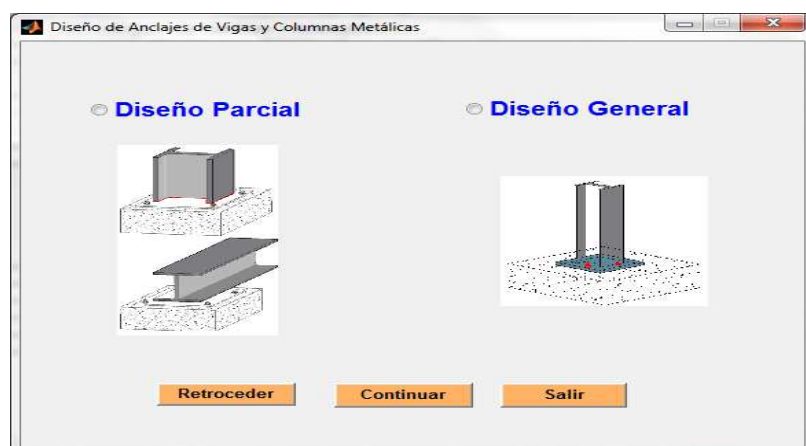 Diseño de Anclajes de Vigas y Columnas Metálicas
Diseño Parcial
Diseño General
Retroceder
Continuar
Salir